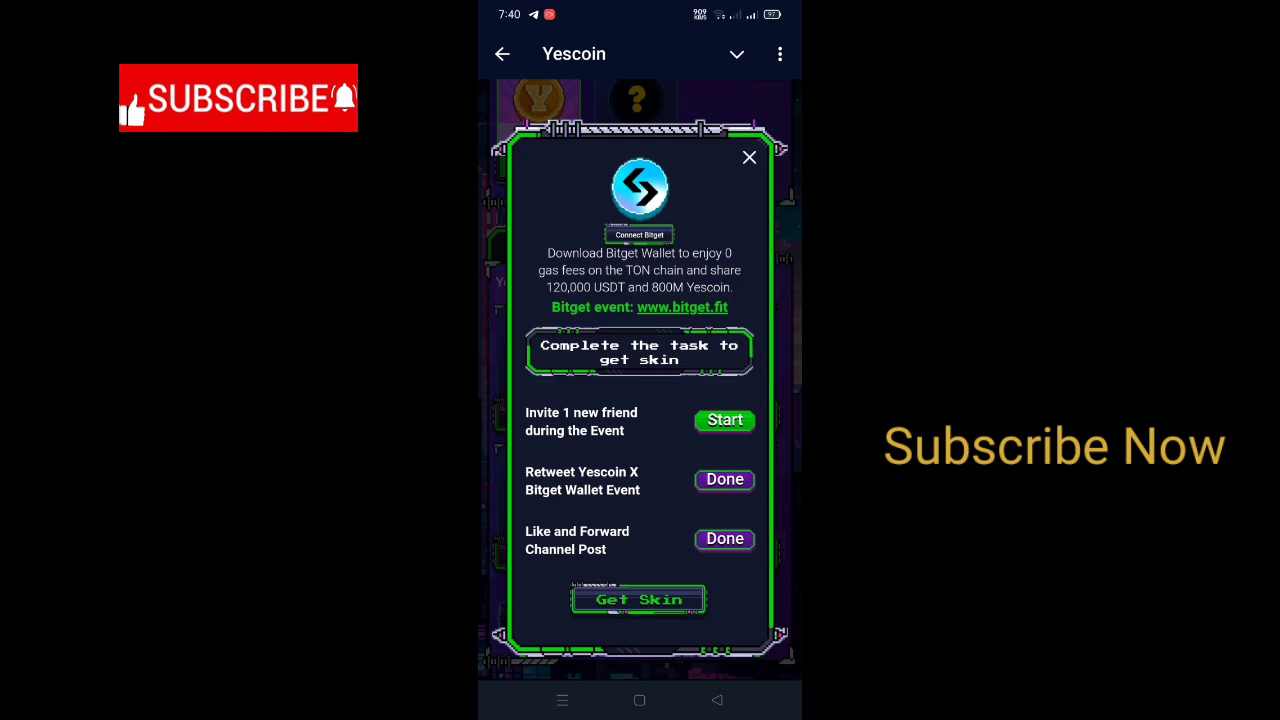 7:40
909
KB/S
97
Yescoin
SUBSCRIBE
Y
?
Connect Bitget
Download Bitget Wallet to enjoy 0
gas fees on the TON chain and share
120,000 USDT and 800M Yescoin.
Bitget event: www.bitget.fit
Complete the task to
get skin
Invite 1 new friend
during the Event
Start
Retweet Yescoin X
Bitget Wallet Event
Done
Like and Forward
Channel Post
Done
Get Skin
Subscribe Now